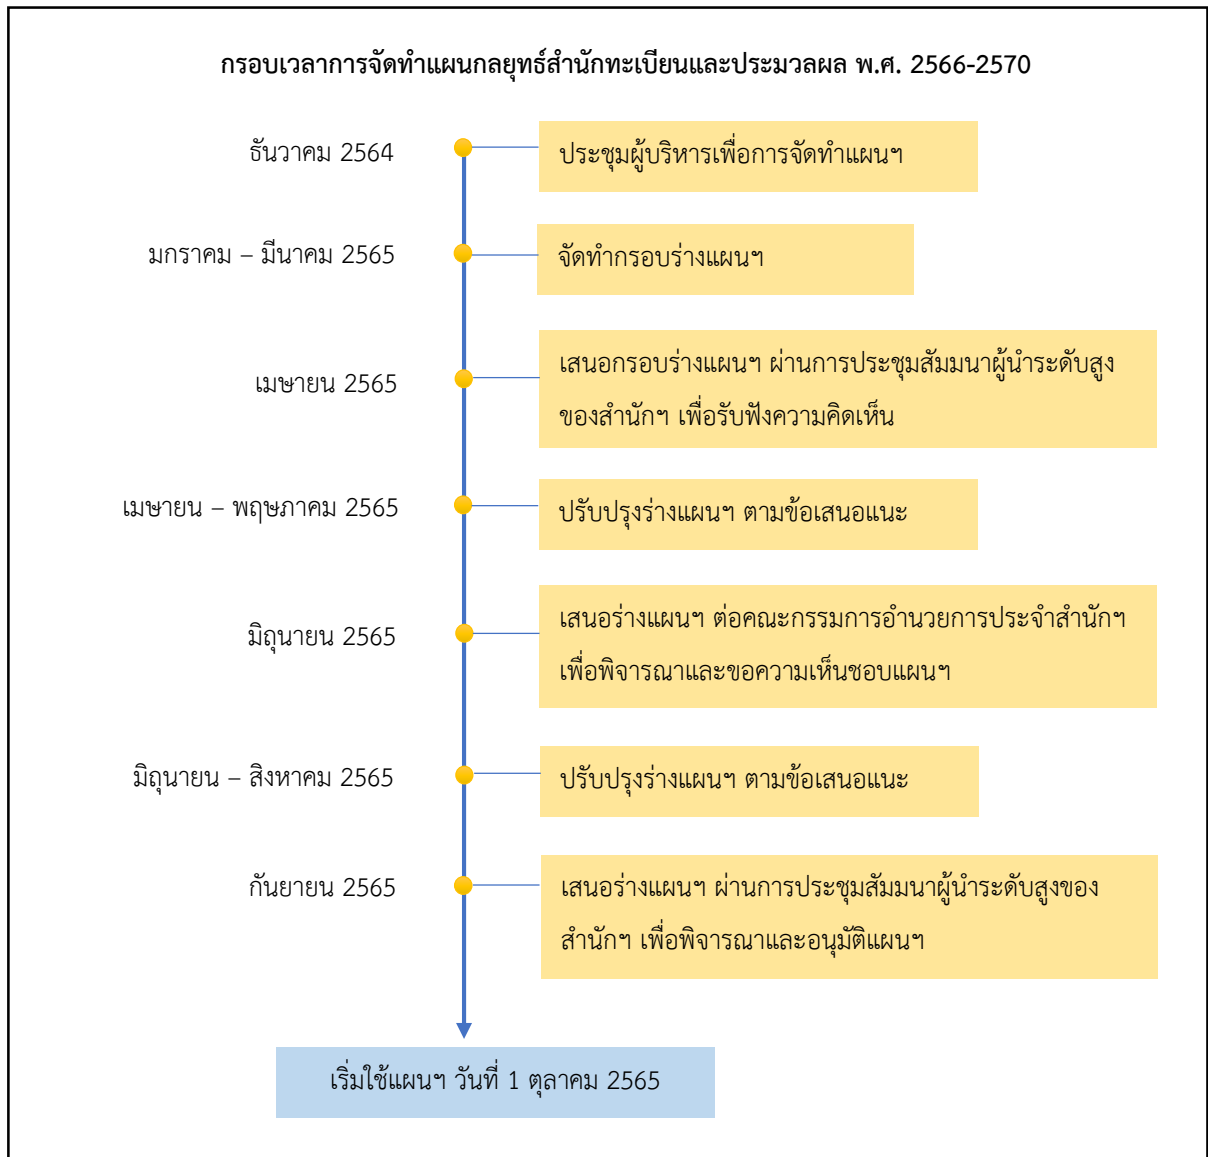 กรอบเวลาการจัดทำแผนกลยุทธ์สำนักทะเบียนและประมวลผล พ.ศ. 2566-2570
ธันวาคม 2564
ประชุมผู้บริหารเพื่อการจัดทำแผนฯ
มกราคม – มีนาคม 2565
จัดทำกรอบร่างแผนฯ
เมษายน 2565
เสนอกรอบร่างแผนฯ ผ่านการประชุมสัมมนาผู้นำระดับสูง
ของสำนักฯ เพื่อรับฟังความคิดเห็น
เมษายน – พฤษภาคม 2565
ปรับปรุงร่างแผนฯ ตามข้อเสนอแนะ
มิถุนายน 2565
เสนอร่างแผนฯ ต่อคณะกรรมการอำนวยการประจำสำนักฯ
เพื่อพิจารณาและขอความเห็นชอบแผนฯ
มิถุนายน – สิงหาคม 2565
ปรับปรุงร่างแผนฯ ตามข้อเสนอแนะ
กันยายน 2565
เสนอร่างแผนฯ ผ่านการประชุมสัมมนาผู้นำระดับสูงของ
สำนักฯ เพื่อพิจารณาและอนุมัติแผนฯ
เริ่มใช้แผนฯ วันที่ 1 ตุลาคม 2565